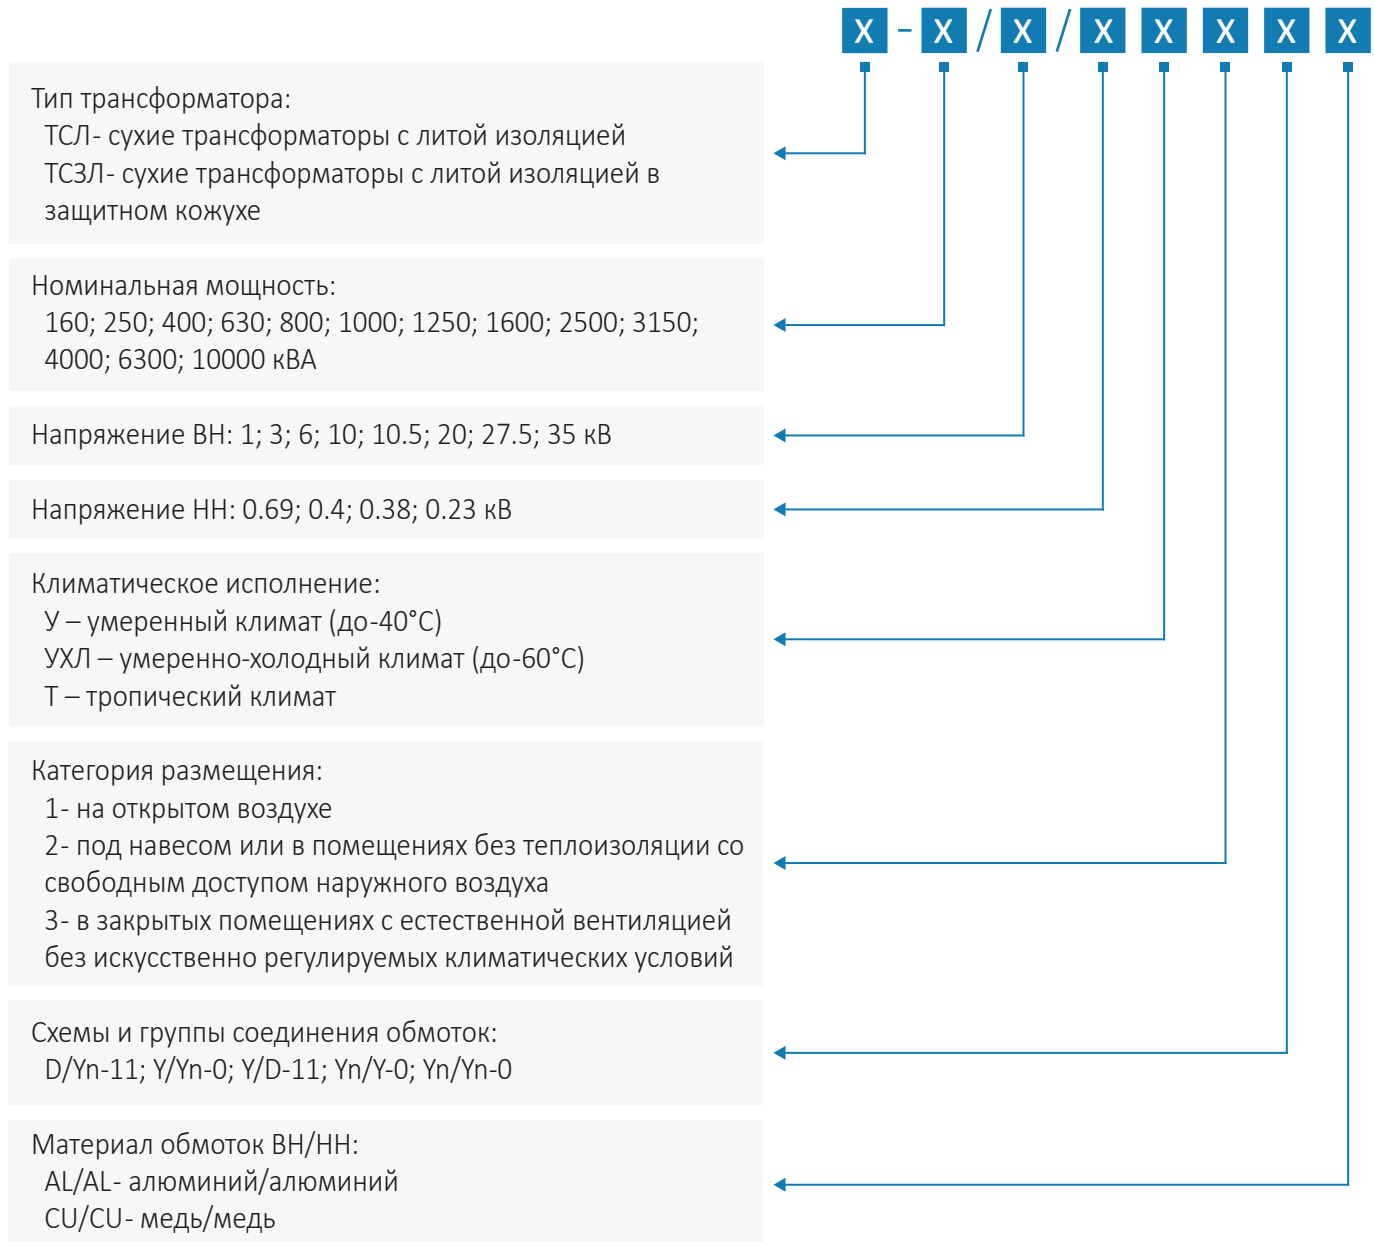 X - X / X / X X X X X
Тип трансформатора:
ТСЛ- сухие трансформаторы с литой изоляцией
ТСЗЛ- сухие трансформаторы с литой изоляцией в
защитном кожухе
Номинальная мощность:
160; 250; 400; 630; 800; 1000; 1250; 1600; 2500; 3150;
4000; 6300; 10000 кВА
Напряжение ВН: 1; 3; 6; 10; 10.5; 20; 27.5; 35 кВ
Напряжение НН: 0.69; 0.4; 0.38; 0.23 кВ
Климатическое исполнение:
У – умеренный климат (до-40°C)
УХЛ – умеренно-холодный климат (до-60°C)
Т – тропический климат
Категория размещения:
1- на открытом воздухе
2- под навесом или в помещениях без теплоизоляции со
свободным доступом наружного воздуха
3- в закрытых помещениях с естественной вентиляцией
без искусственно регулируемых климатических условий
Схемы и группы соединения обмоток:
D/Yn-11; Y/Yn-0; Y/D-11; Yn/Y-0; Yn/Yn-0
Материал обмоток ВН/НН:
AL/AL- алюминий/алюминий
CU/CU- медь/медь